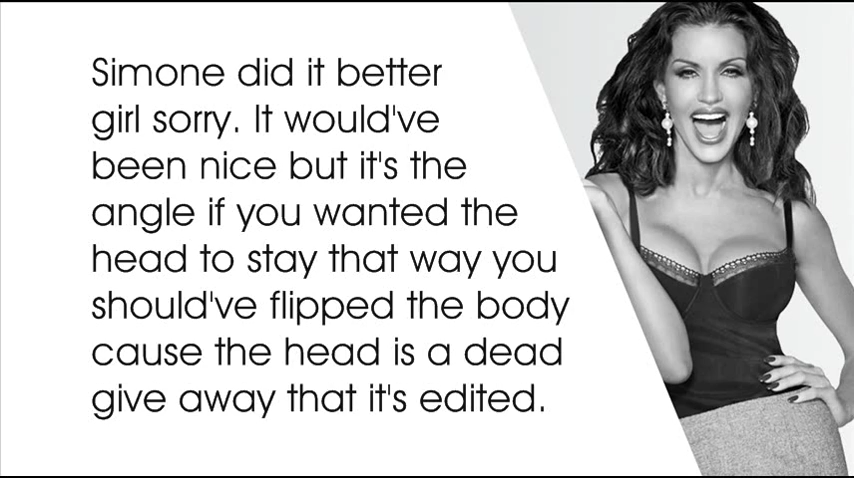 Simone did it better
girl sorry. It would've
been nice but it's the
angle if you wanted the
head to stay that way you
should've flipped the body
cause the head is a dead
give away that it's edited.